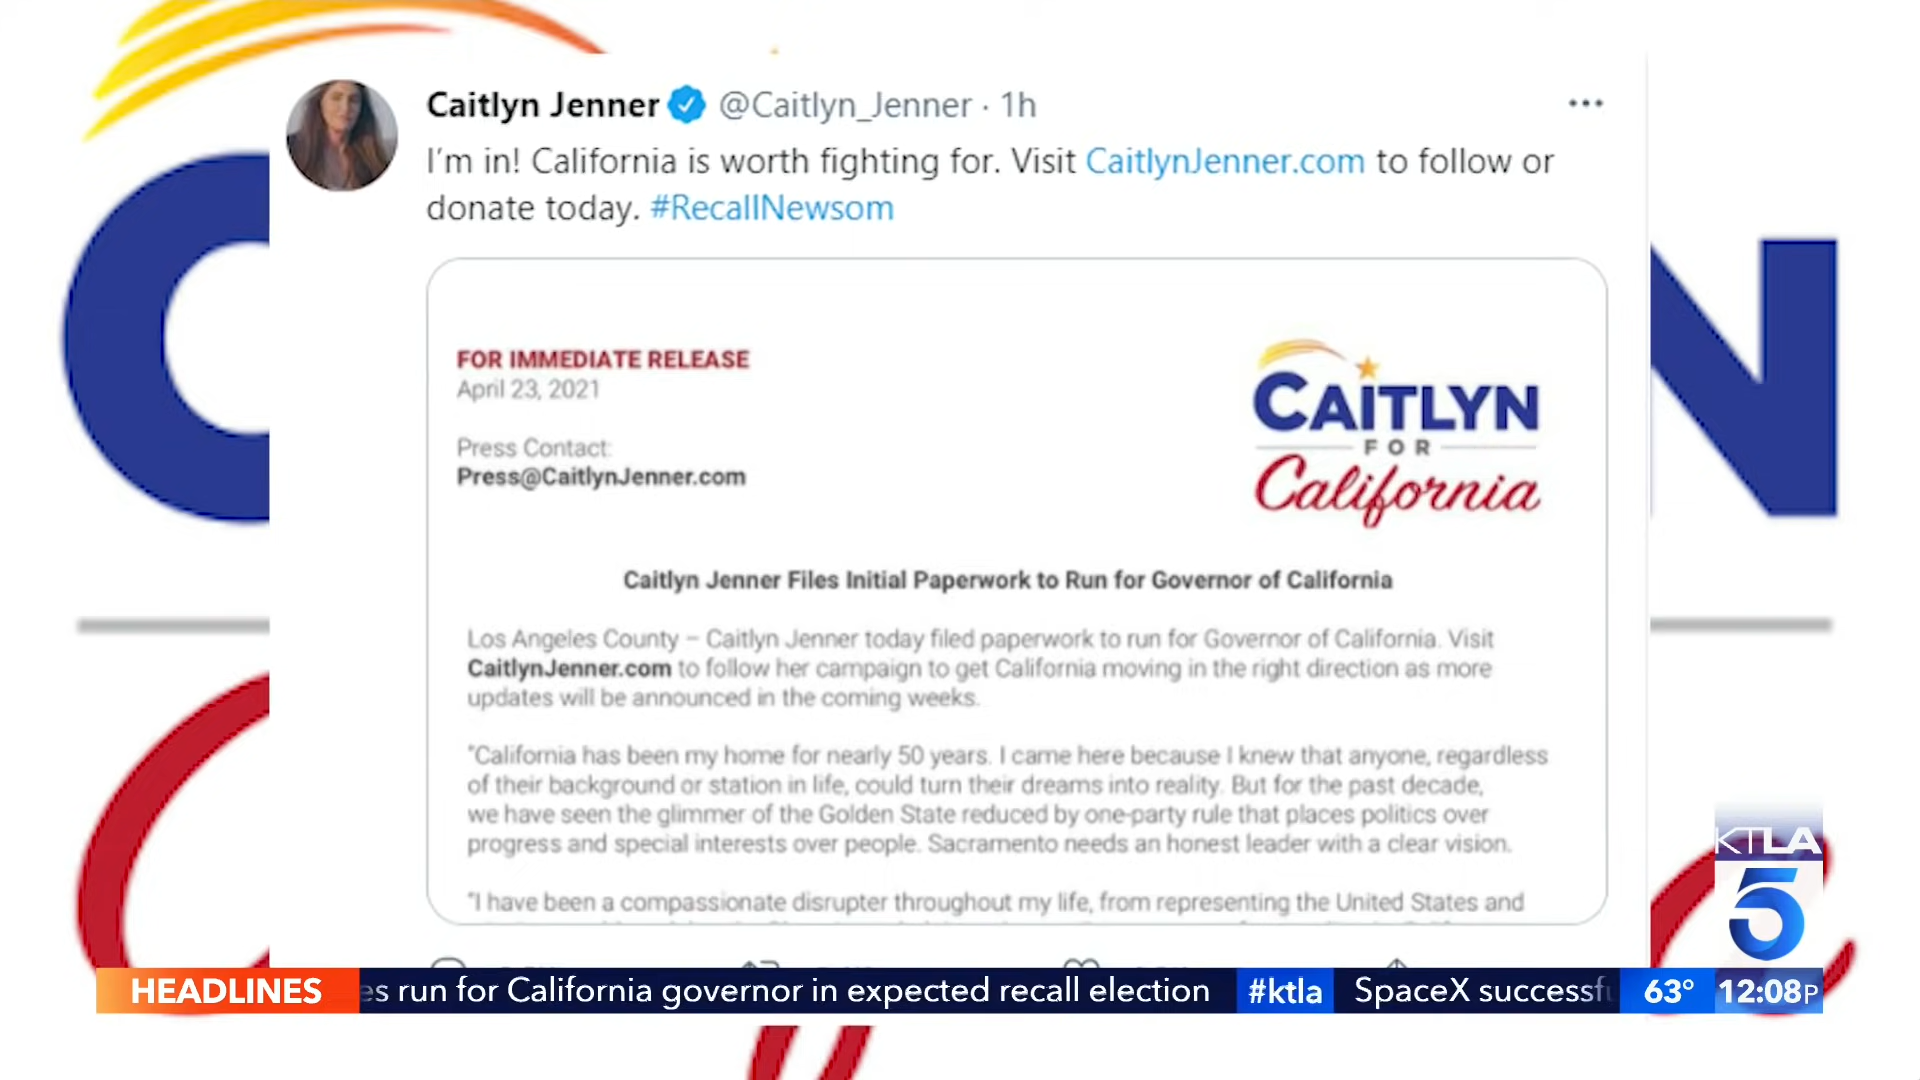 Caitlyn Jenner @Caitlyn_Jenner · 1h
I'm in! California is worth fighting for. Visit CaitlynJenner.com to follow or
donate today. #RecallNewsom
FOR IMMEDIATE RELEASE
April 23, 2021
Press Contact:
Press@CaitlynJenner.com
CAITLYN
FOR
California
Caitlyn Jenner Files Initial Paperwork to Run for Governor of California
Los Angeles County – Caitlyn Jenner today filed paperwork to run for Governor of California. Visit
CaitlynJenner.com to follow her campaign to get California moving in the right direction as more
updates will be announced in the coming weeks.
"California has been my home for nearly 50 years. I came here because I knew that anyone, regardless
of their background or station in life, could turn their dreams into reality. But for the past decade,
we have seen the glimmer of the Golden State reduced by one-party rule that places politics over
progress and special interests over people. Sacramento needs an honest leader with a clear vision.
"I have been a compassionate disrupter throughout my life, from representing the United States and
C N
KTLA
5
HEADLINES es run for California governor in expected recall election #ktla SpaceX successf 63° 12:08P